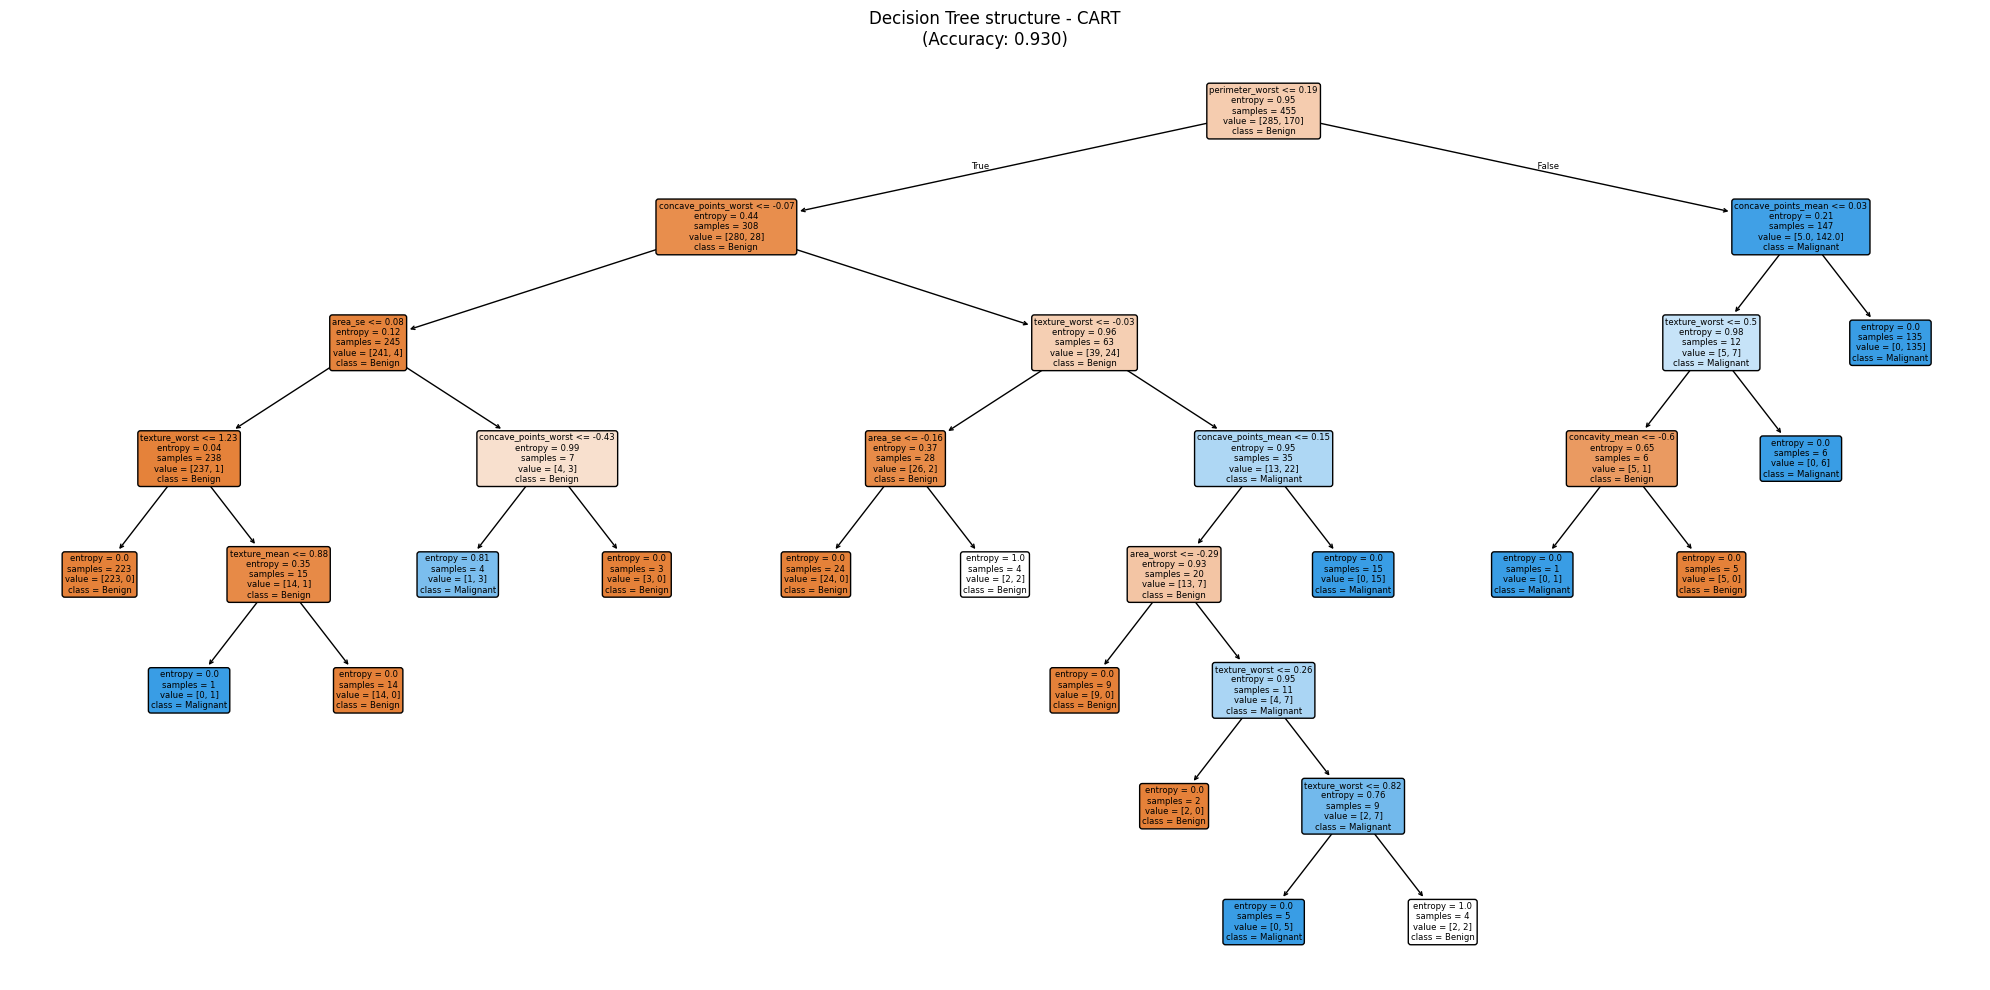 Decision Tree structure - CART
(Accuracy: 0.930)
perimeter_worst <= 0.19
entropy = 0.95
samples = 455
value = [285, 170]
class = Benign
True
False
concave_points_worst <= -0.07
entropy = 0.44
samples = 308
value = [280, 28]
class = Benign
concave_points_mean <= 0.03
entropy = 0.21
samples = 147
value = [5.0, 142.0]
class = Malignant
area_se <= 0.08
entropy = 0.12
samples = 245
value = [241, 4]
class = Benign
texture_worst <= -0.03
entropy = 0.96
samples = 63
value = [39, 24]
class = Benign
texture_worst <= 0.5
entropy = 0.98
samples = 12
value = [5, 7]
class = Malignant
entropy = 0.0
samples = 135
value = [0, 135]
class = Malignant
texture_worst <= 1.23
entropy = 0.04
samples = 238
value = [237, 1]
class = Benign
concave_points_worst <= -0.43
entropy = 0.99
samples = 7
value = [4, 3]
class = Benign
area_se <= -0.16
entropy = 0.37
samples = 28
value = [26, 2]
class = Benign
concave_points_mean <= 0.15
entropy = 0.95
samples = 35
value = [13, 22]
class = Malignant
concavity_mean <= -0.6
entropy = 0.65
samples = 6
value = [5, 1]
class = Benign
entropy = 0.0
samples = 6
value = [0, 6]
class = Malignant
entropy = 0.0
samples = 223
value = [223, 0]
class = Benign
texture_mean <= 0.88
entropy = 0.35
samples = 15
value = [14, 1]
class = Benign
entropy = 0.81
samples = 4
value = [1, 3]
class = Malignant
entropy = 0.0
samples = 3
value = [3, 0]
class = Benign
entropy = 0.0
samples = 24
value = [24, 0]
class = Benign
entropy = 1.0
samples = 4
value = [2, 2]
class = Benign
area_worst <= -0.29
entropy = 0.93
samples = 20
value = [13, 7]
class = Benign
entropy = 0.0
samples = 15
value = [0, 15]
class = Malignant
entropy = 0.0
samples = 1
value = [0, 1]
class = Malignant
entropy = 0.0
samples = 5
value = [5, 0]
class = Benign
entropy = 0.0
samples = 1
value = [0, 1]
class = Malignant
entropy = 0.0
samples = 14
value = [14, 0]
class = Benign
entropy = 0.0
samples = 9
value = [9, 0]
class = Benign
texture_worst <= 0.26
entropy = 0.95
samples = 11
value = [4, 7]
class = Malignant
entropy = 0.0
samples = 2
value = [2, 0]
class = Benign
texture_worst <= 0.82
entropy = 0.76
samples = 9
value = [2, 7]
class = Malignant
entropy = 0.0
samples = 5
value = [0, 5]
class = Malignant
entropy = 1.0
samples = 4
value = [2, 2]
class = Benign